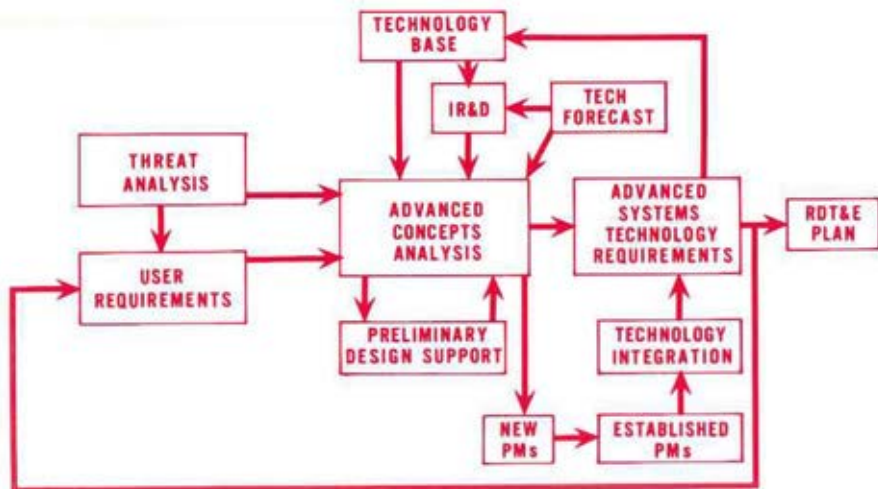 TECHNOLOGY
BASE
IR&D
TECH
FORECAST
THREAT
ANALYSIS
ADVANCED
CONCEPTS
ANALYSIS
ADVANCED
SYSTEMS
TECHNOLOGY
REQUIREMENTS
RDT&E
PLAN
USER
REQUIREMENTS
PRELIMINARY
DESIGN SUPPORT
TECHNOLOGY
INTEGRATION
NEW
PMs
ESTABLISHED
PMs